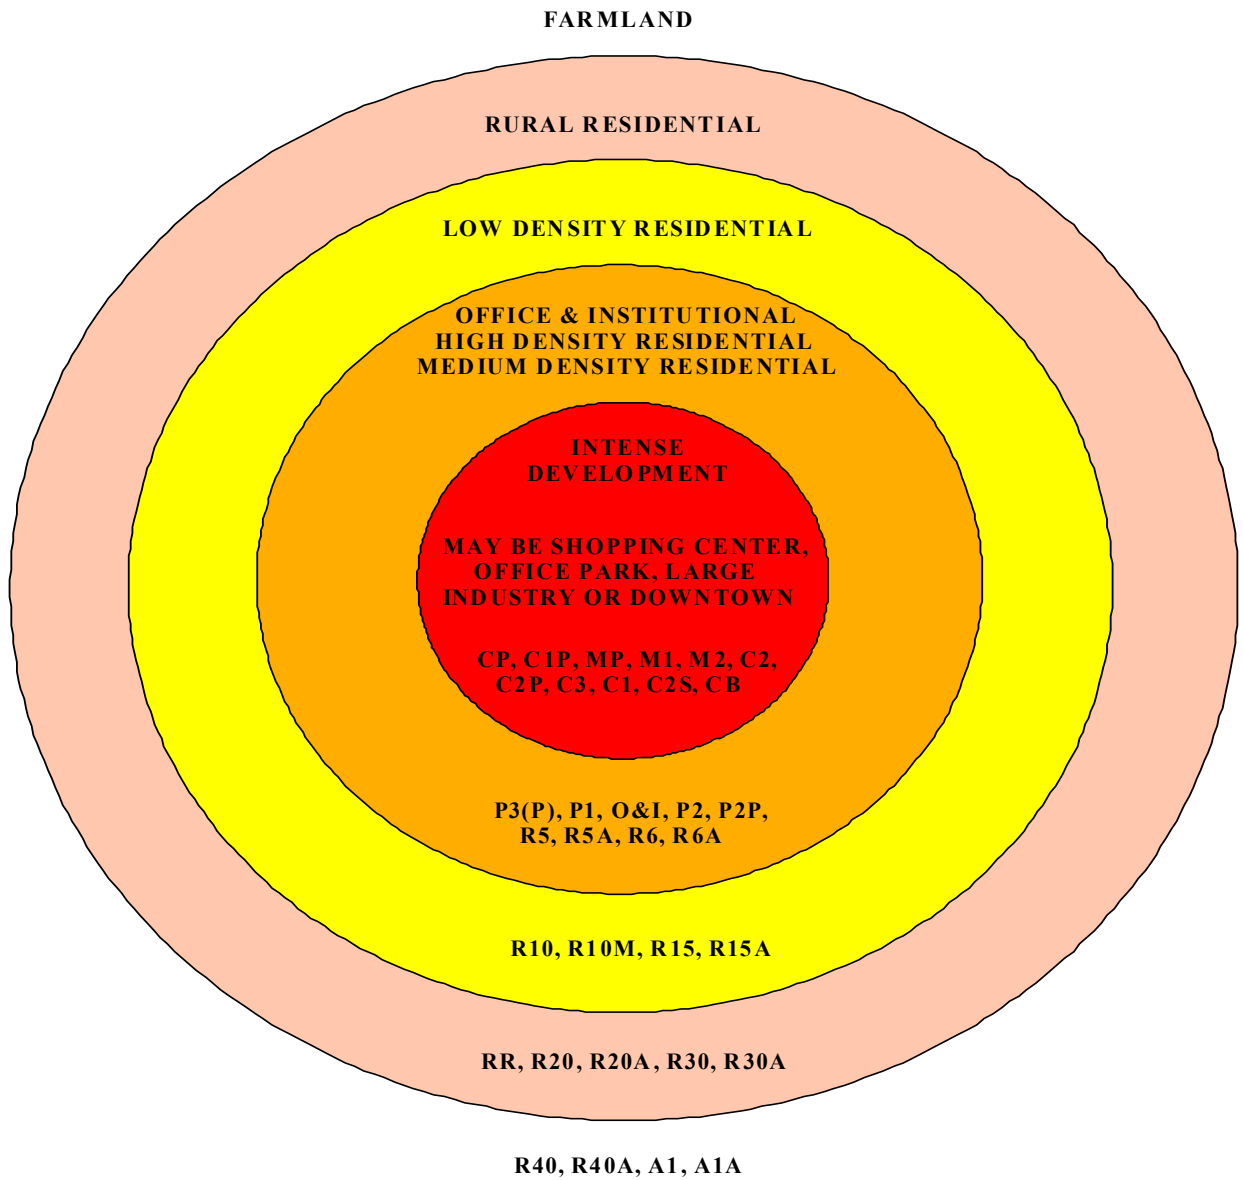 FARMLAND
RURAL RESIDENTIAL
LOW DENSITY RESIDENTIAL
OFFICE & INSTITUTIONAL
HIGH DENSITY RESIDENTIAL
MEDIUM DENSITY RESIDENTIAL
INTENSE
DEVELOPMENT
MAY BE SHOPPING CENTER,
OFFICE PARK, LARGE
INDUSTRY OR DOWNTOWN
CP, C1P, MP, M1, M2, C2,
C2P, C3, C1, C2S, CB
P3(P), P1, O&I, P2, P2P,
R5, R5A, R6, R6A
R10, R10M, R15, R15A
RR, R20, R20A, R30, R30A
R40, R40A, A1, A1A